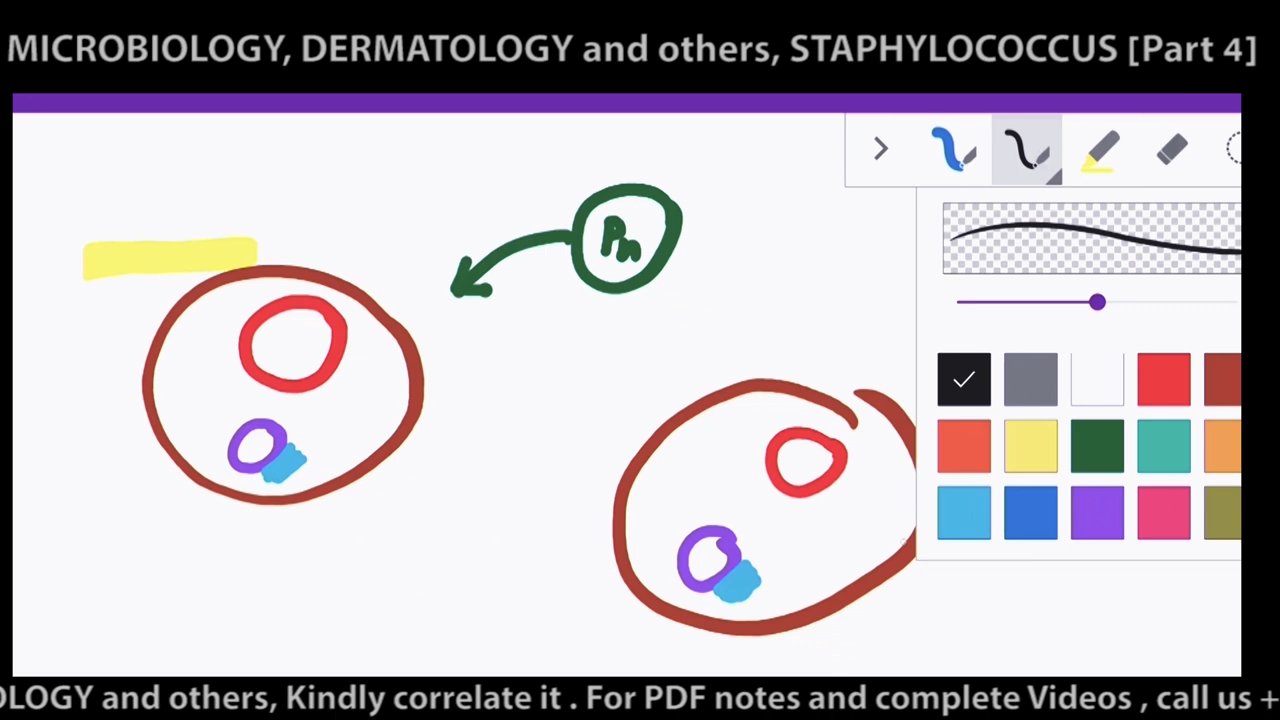 MICROBIOLOGY, DERMATOLOGY and others, STAPHYLOCOCCUS [Part 4]
Pn
OLOGY and others, Kindly correlate it . For PDF notes and complete Videos , call us +